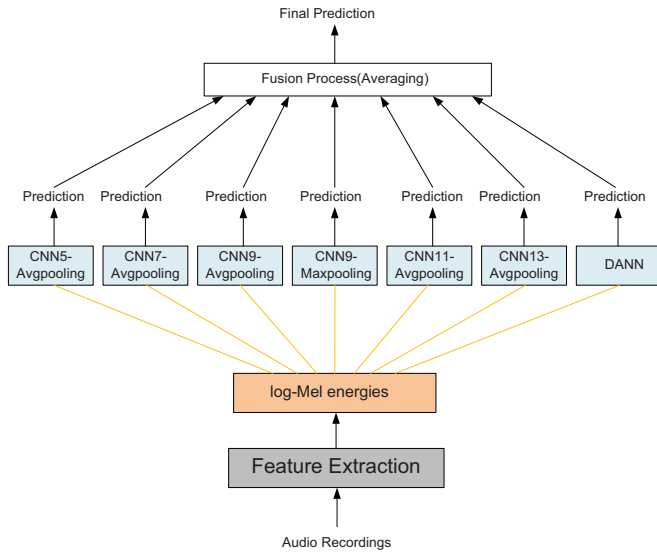 Final Prediction
Fusion Process(Averaging)
Prediction Prediction Prediction Prediction Prediction Prediction Prediction
CNN5-
Avgpooling
CNN7-
Avgpooling
CNN9-
Avgpooling
CNN9-
Maxpooling
CNN11-
Avgpooling
CNN13-
Avgpooling
DANN
log-Mel energies
Feature Extraction
Audio Recordings